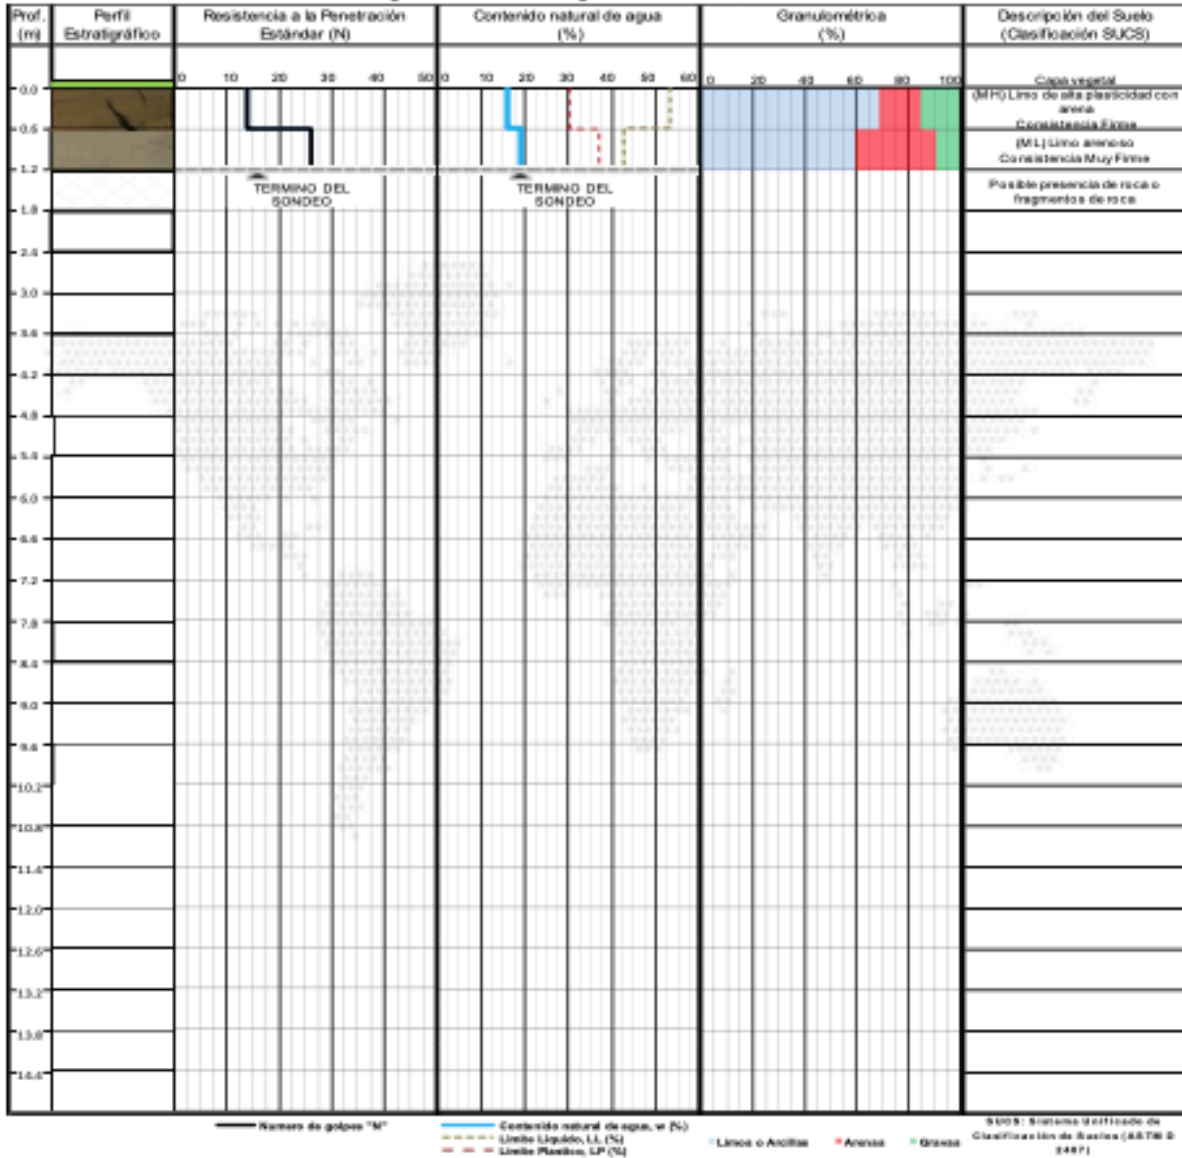 Prof. (m)
Perfil Estratigráfico
Resistencia a la Penetración Estándar (N)
Contenido natural de agua (%)
Granulométrica (%)
Descripción del Suelo (Clasificación SUCS)
0 10 20 30 40 50
0 10 20 30 40 50 60
0 20 40 60 80 100
Capa vegetal
0.0
(MH) Limo de alta plasticidad con arena
Consistencia Firme
0.6
(ML) Limo arenoso
Consistencia Muy Firme
1.2
TERMINO DEL SONDEO
TERMINO DEL SONDEO
Posible presencia de roca o fragmentos de roca
1.8
2.4
3.0
3.6
4.2
4.8
5.4
6.0
6.6
7.2
7.8
8.4
9.0
9.6
10.2
10.8
11.4
12.0
12.6
13.2
13.8
14.4
Numero de golpes "N"
Contenido natural de agua, w (%)
Limite Liquido, LL (%)
Limite Plastico, LP (%)
Limos o Arcillas
Arenas
Gravas
SUCS: Sistema Unificado de
Clasificación de Suelos (ASTM D
2487)